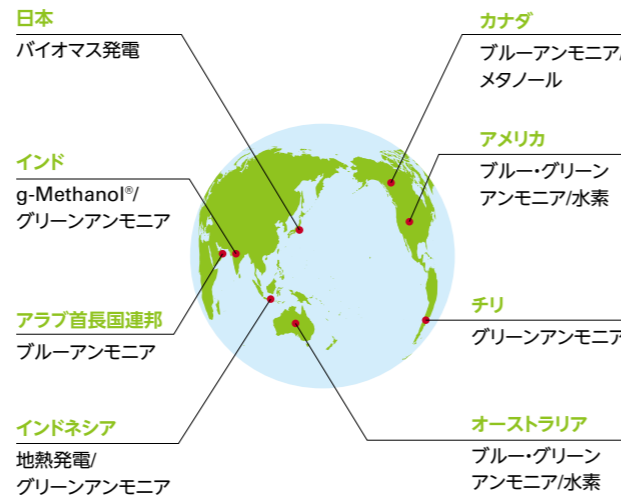 日本
バイオマス発電
インド
g-Methanol®/
グリーンアンモニア
アラブ首長国連邦
ブルーアンモニア
インドネシア
地熱発電/
グリーンアンモニア
カナダ
ブルーアンモニア/
メタノール
アメリカ
ブルー・グリーン
アンモニア/水素
チリ
グリーンアンモニア
オーストラリア
ブルー・グリーン
アンモニア/水素